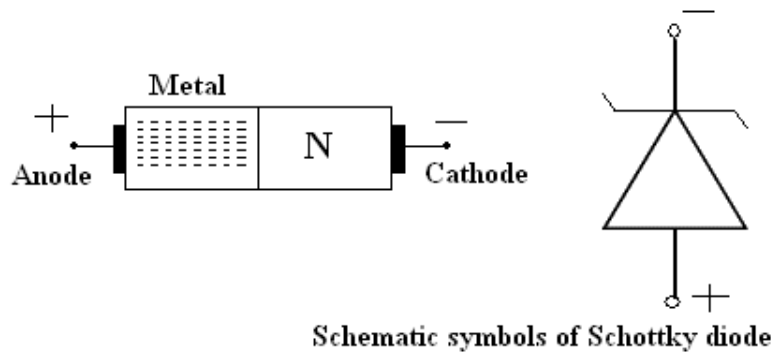 Metal
+
−
N
Anode
Cathode
−
+
Schematic symbols of Schottky diode